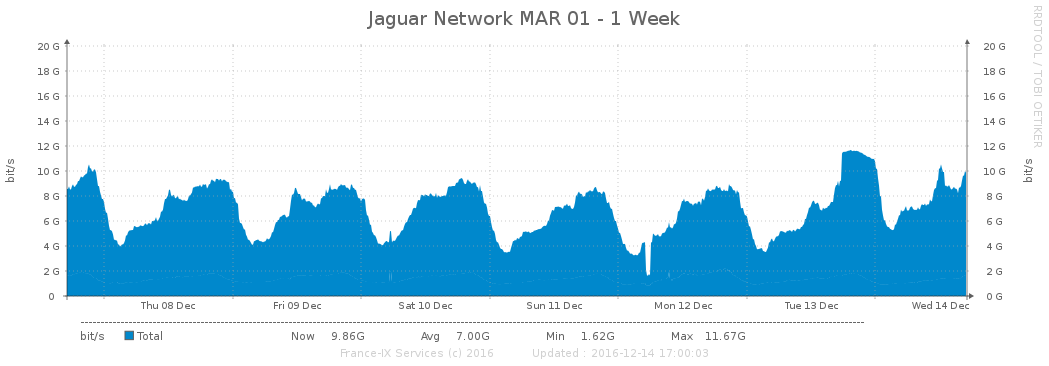 Jaguar Network MAR 01 - 1 Week
RRDTOOL / TOBI OETIKER
bit/s
20 G 20 G
18 G 18 G
16 G 16 G
14 G 14 G
12 G 12 G
10 G 10 G
8 G 8 G
6 G 6 G
4 G 4 G
2 G 2 G
0 0 G
bit/s
Thu 08 Dec Fri 09 Dec Sat 10 Dec Sun 11 Dec Mon 12 Dec Tue 13 Dec Wed 14 Dec
bit/s Total Now 9.86G Avg 7.00G Min 1.62G Max 11.67G
France-IX Services (c) 2016 Updated : 2016-12-14 17:00:03